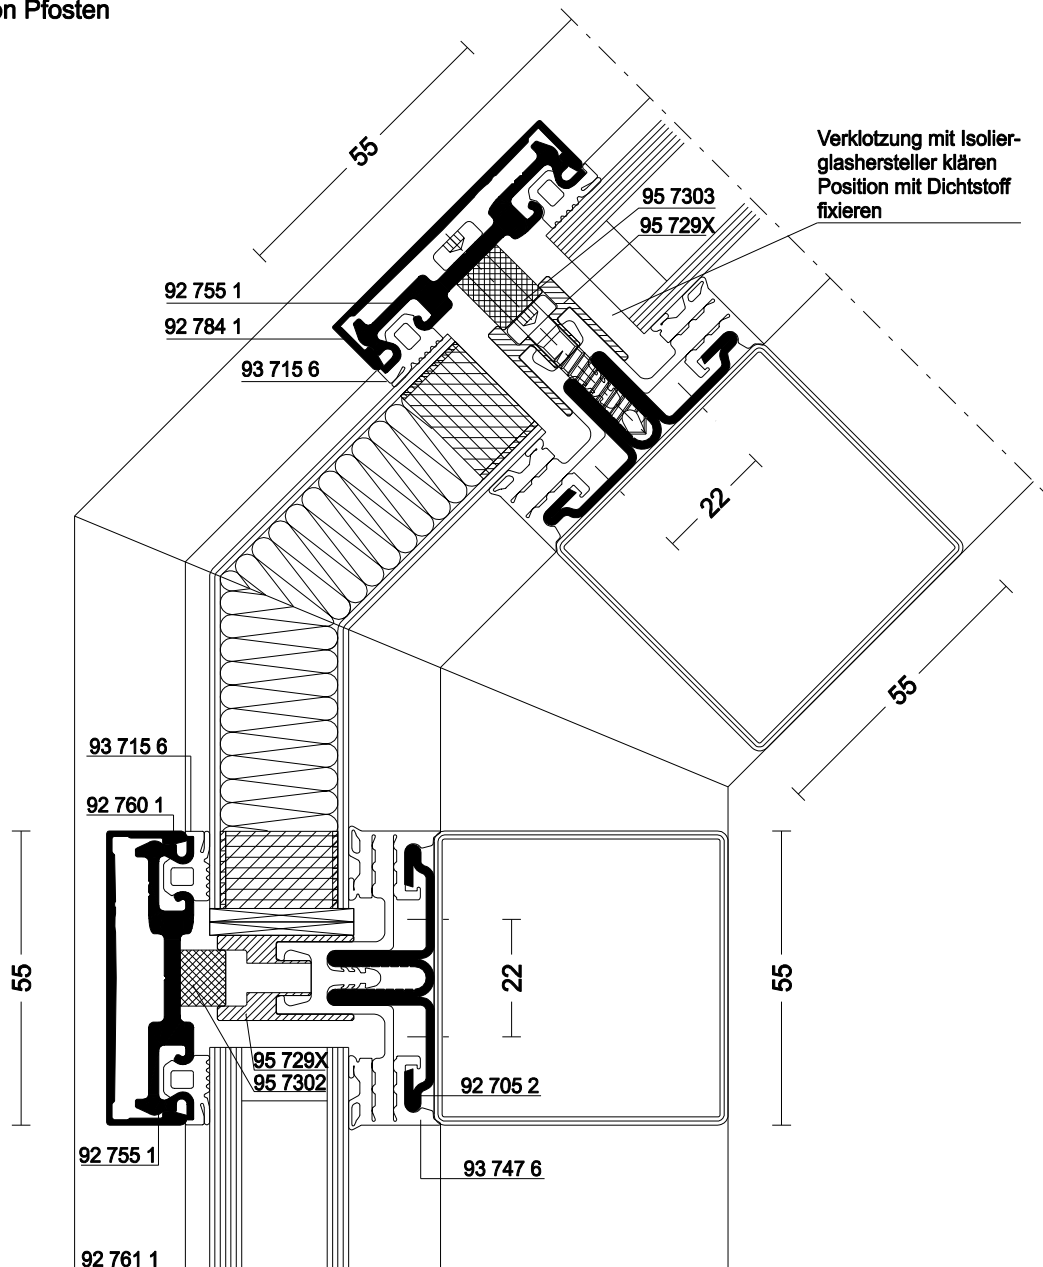 on Pfosten
55
Verklotzung mit Isolier-
glashersteller klären
Position mit Dichtstoff
fixieren
95 7303
95 729X
92 755 1
92 784 1
93 715 6
22
55
93 715 6
92 760 1
55
22
55
95 729X
95 7302
92 705 2
92 755 1
93 747 6
92 761 1